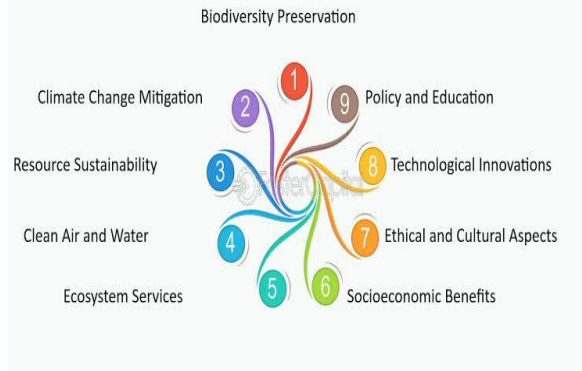 Biodiversity Preservation
1
Climate Change Mitigation
2
9
Policy and Education
Resource Sustainability
3
8
Technological Innovations
FasterCapital
Clean Air and Water
4
7
Ethical and Cultural Aspects
Ecosystem Services
5
6
Socioeconomic Benefits